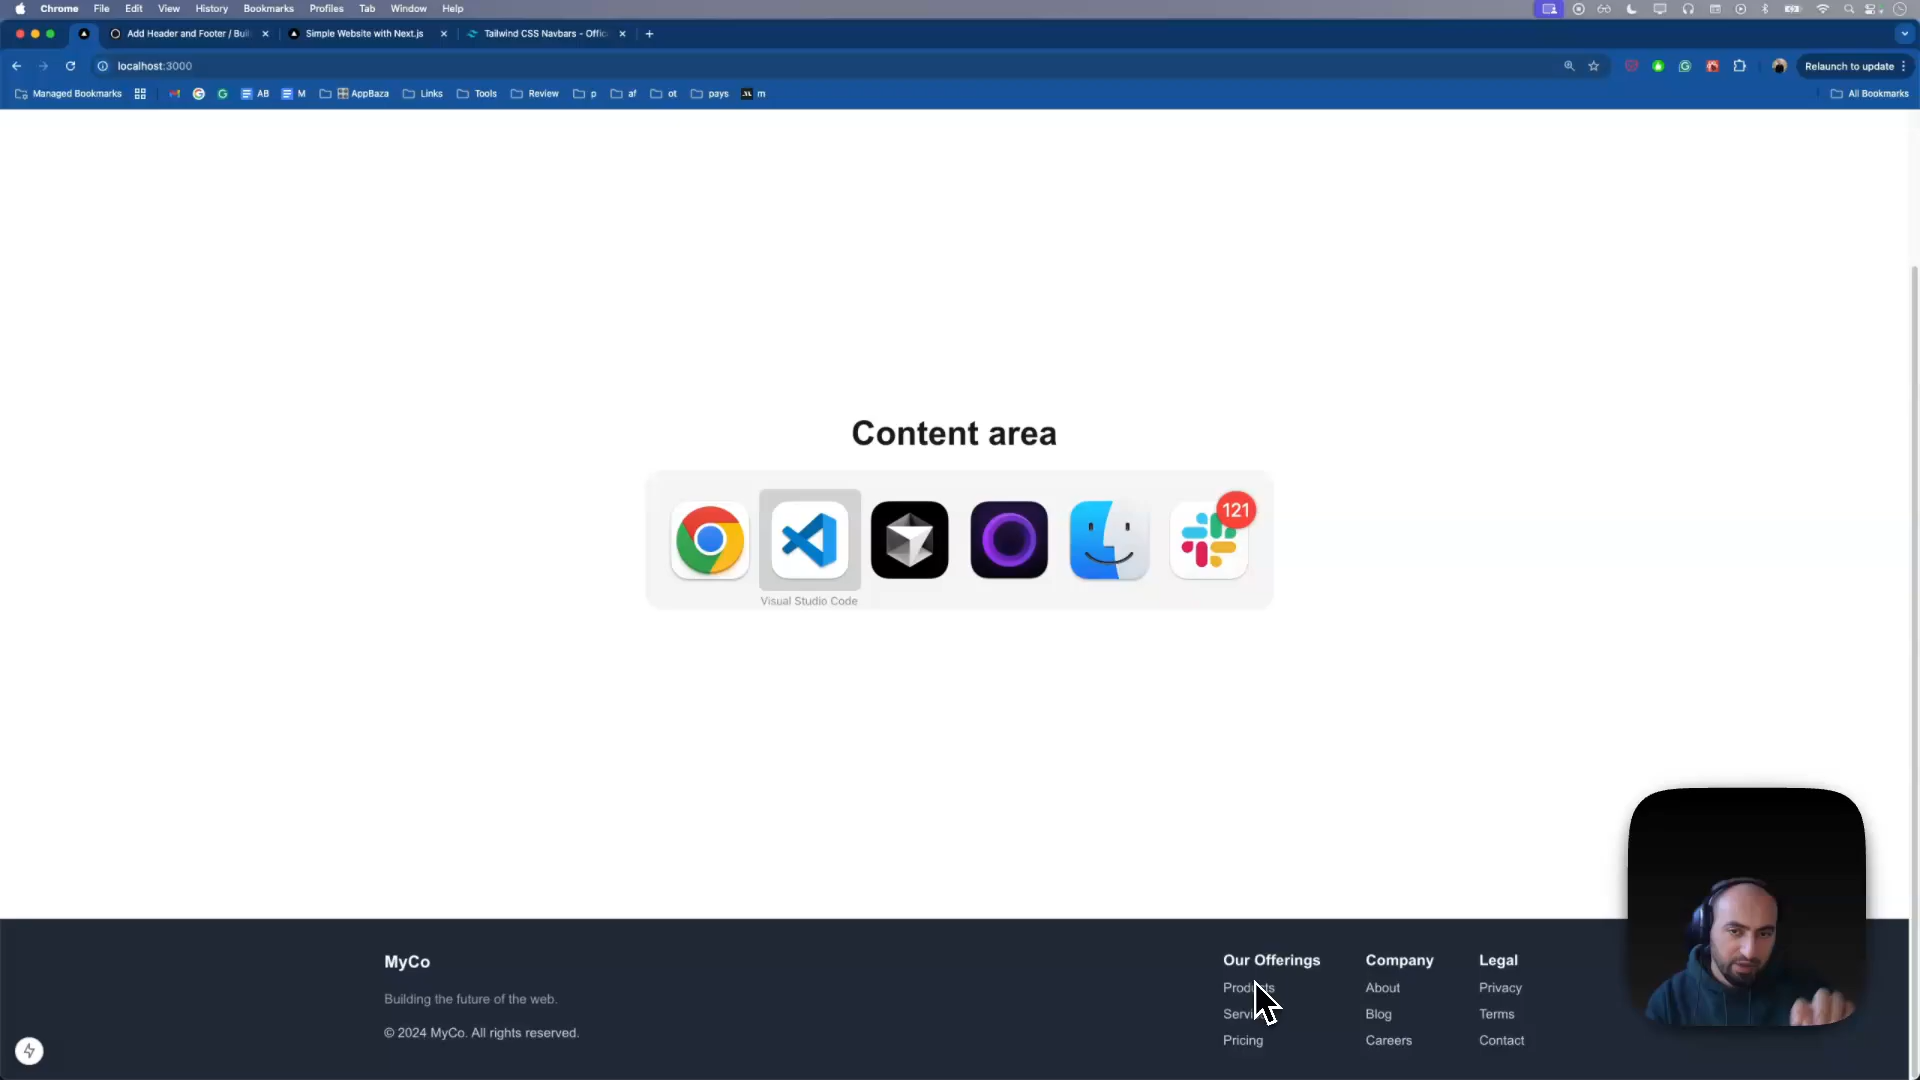 Chrome File Edit View History Bookmarks Profiles Tab Window Help
Add Header and Footer / Buil
Simple Website with Next.js
Tailwind CSS Navbars - Offic
localhost:3000
Relaunch to update
Managed Bookmarks AB M AppBaza Links Tools Review p af ot pays m All Bookmarks
Content area
121
Visual Studio Code
MyCo
Building the future of the web.
© 2024 MyCo. All rights reserved.
Our Offerings
Products
Pricing
Company
About
Blog
Careers
Legal
Privacy
Terms
Contact